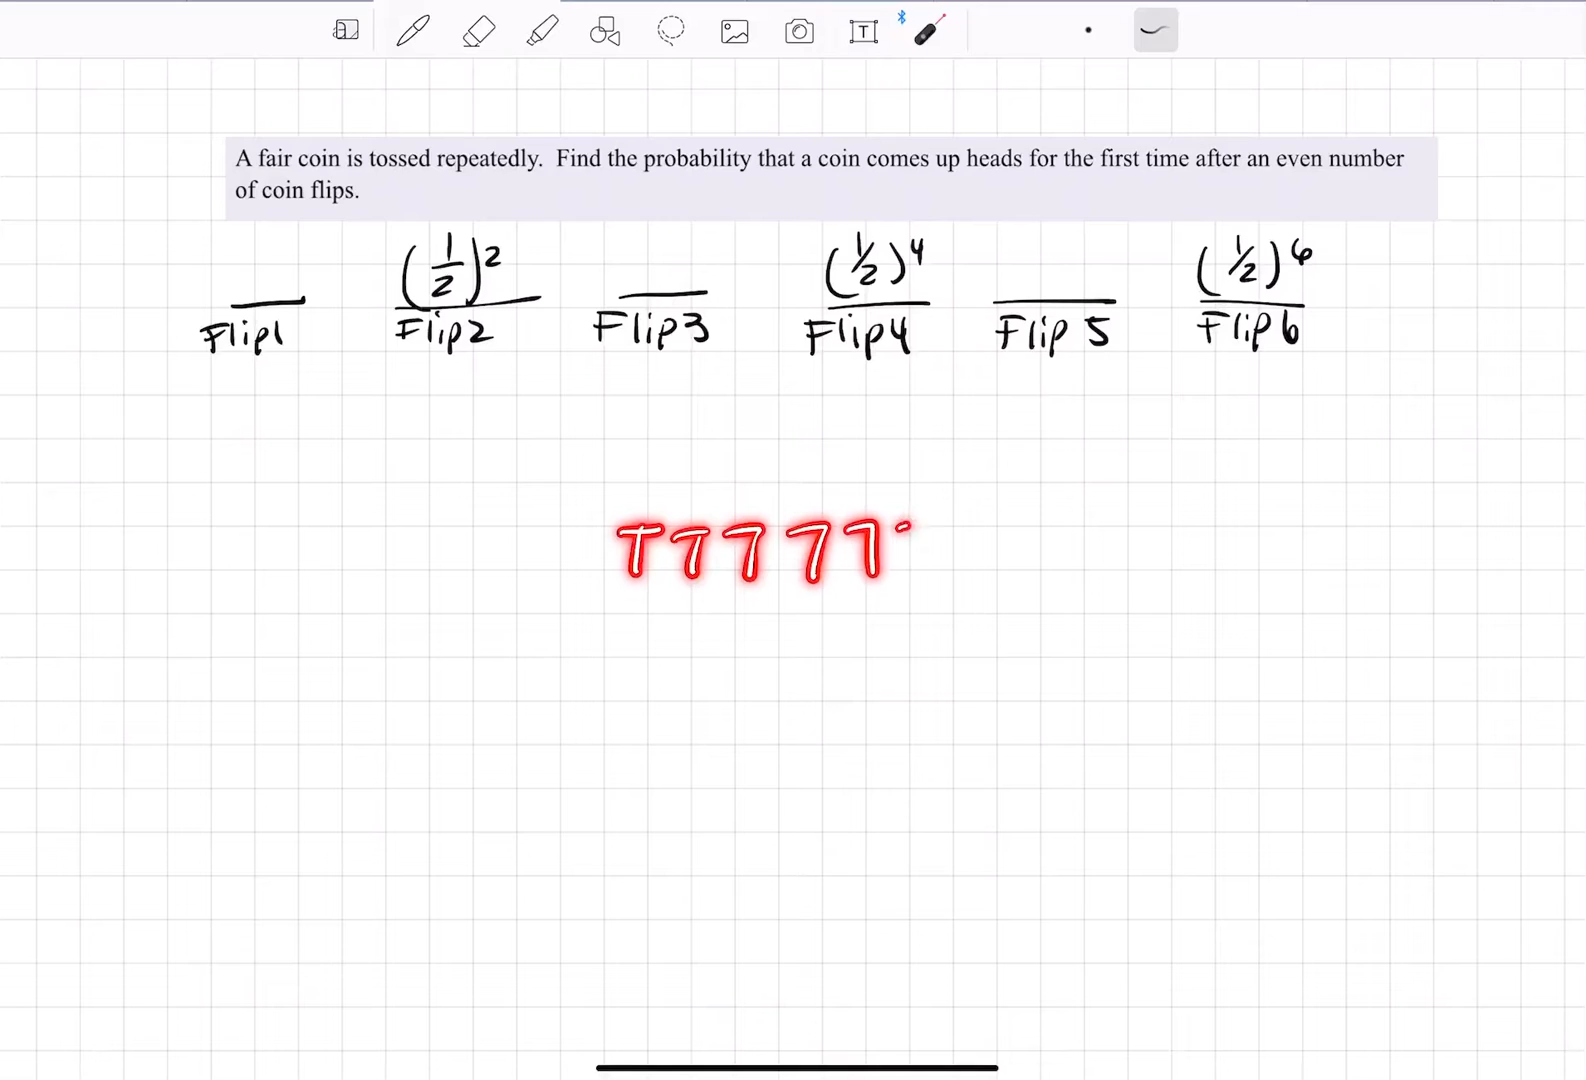 A fair coin is tossed repeatedly.  Find the probability that a coin comes up heads for the first time after an even number
of coin flips.
(1/2)^2 (1/2)^4 (1/2)^6
Flip1 Flip2 Flip3 Flip4 Flip 5 Flip6
TTTTT